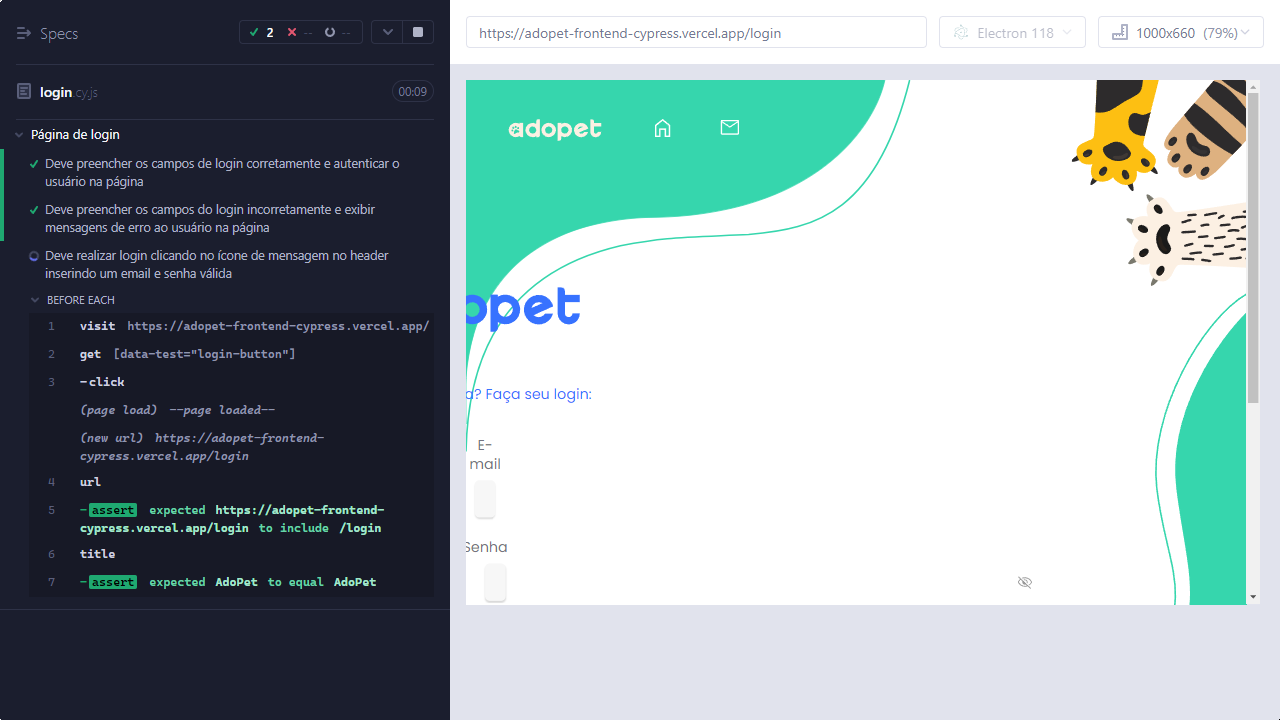 Specs
2
--
--
https://adopet-frontend-cypress.vercel.app/login
Electron 118
1000x660 (79%)
login cy.js
00:09
Página de login
Deve preencher os campos de login corretamente e autenticar o
usuário na página
Deve preencher os campos do login incorretamente e exibir
mensagens de erro ao usuário na página
Deve realizar login clicando no ícone de mensagem no header
inserindo um email e senha válida
BEFORE EACH
1 visit https://adopet-frontend-cypress.vercel.app/
2 get [data-test="login-button"]
3 -click
(page load) --page loaded--
(new url) https://adopet-frontend-
cypress.vercel.app/login
4 url
5 -assert expected https://adopet-frontend-
cypress.vercel.app/login to include /login
6 title
7 -assert expected AdoPet to equal AdoPet
adopet
opet
a? Faça seu login:
E-
mail
Senha